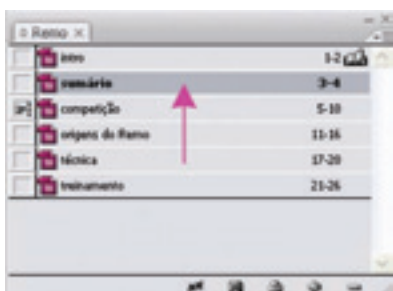 Remo
intro 1-2
sumário 3-4
competição 5-10
origens do Remo 11-16
técnica 17-20
treinamento 21-26